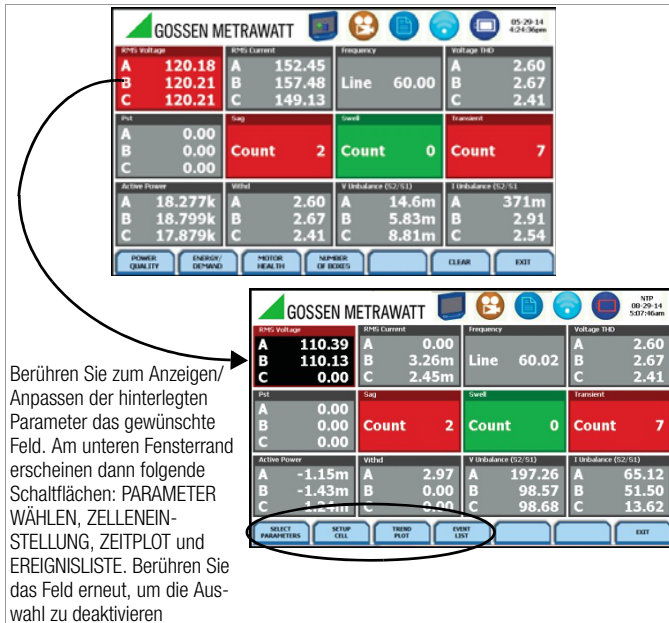 GOSSEN METRAWATT
05-29-14
4:24:36pm
RMS Voltage
A 120.18
B 120.21
C 120.21
RMS Current
A 152.45
B 157.48
C 149.13
Frequency
Line 60.00
Voltage THD
A 2.60
B 2.67
C 2.41
Pst
A 0.00
B 0.00
C 0.00
Sag
Count 2
Swell
Count 0
Transient
Count 7
Active Power
A 18.277k
B 18.799k
C 17.879k
Vithd
A 2.60
B 2.67
C 2.41
V Unbalance (S2/S1)
A 14.6m
B 5.83m
C 8.81m
I Unbalance (S2/S1
A 371m
B 2.91
C 2.54
POWER
QUALITY
ENERGY/
DEMAND
MOTOR
HEALTH
NUMBER
OF BOXES
CLEAR
EXIT
GOSSEN METRAWATT
NTP
08-29-14
5:07:46am
RMS Voltage
A 110.39
B 110.13
C 0.00
RMS Current
A 0.00
B 3.26m
C 2.45m
Frequency
Line 60.02
Voltage THD
A 2.60
B 2.67
C 2.41
Pst
A 0.00
B 0.00
C 0.00
Sag
Count 2
Swell
Count 0
Transient
Count 7
Active Power
A -1.15m
B -1.43m
C -1.24m
Vithd
A 2.97
B 0.00
C 0.00
V Unbalance (S2/S1)
A 197.26
B 98.57
C 98.68
I Unbalance (S2/S1)
A 65.12
B 51.50
C 13.62
SELECT
PARAMETERS
SETUP
CELL
TREND
PLOT
EVENT
LIST
EXIT
Berühren Sie zum Anzeigen/
Anpassen der hinterlegten
Parameter das gewünschte
Feld. Am unteren Fensterrand
erscheinen dann folgende
Schaltflächen: PARAMETER
WÄHLEN, ZELLENEIN-
STELLUNG, ZEITPLOT und
EREIGNISLISTE. Berühren Sie
das Feld erneut, um die Aus-
wahl zu deaktivieren